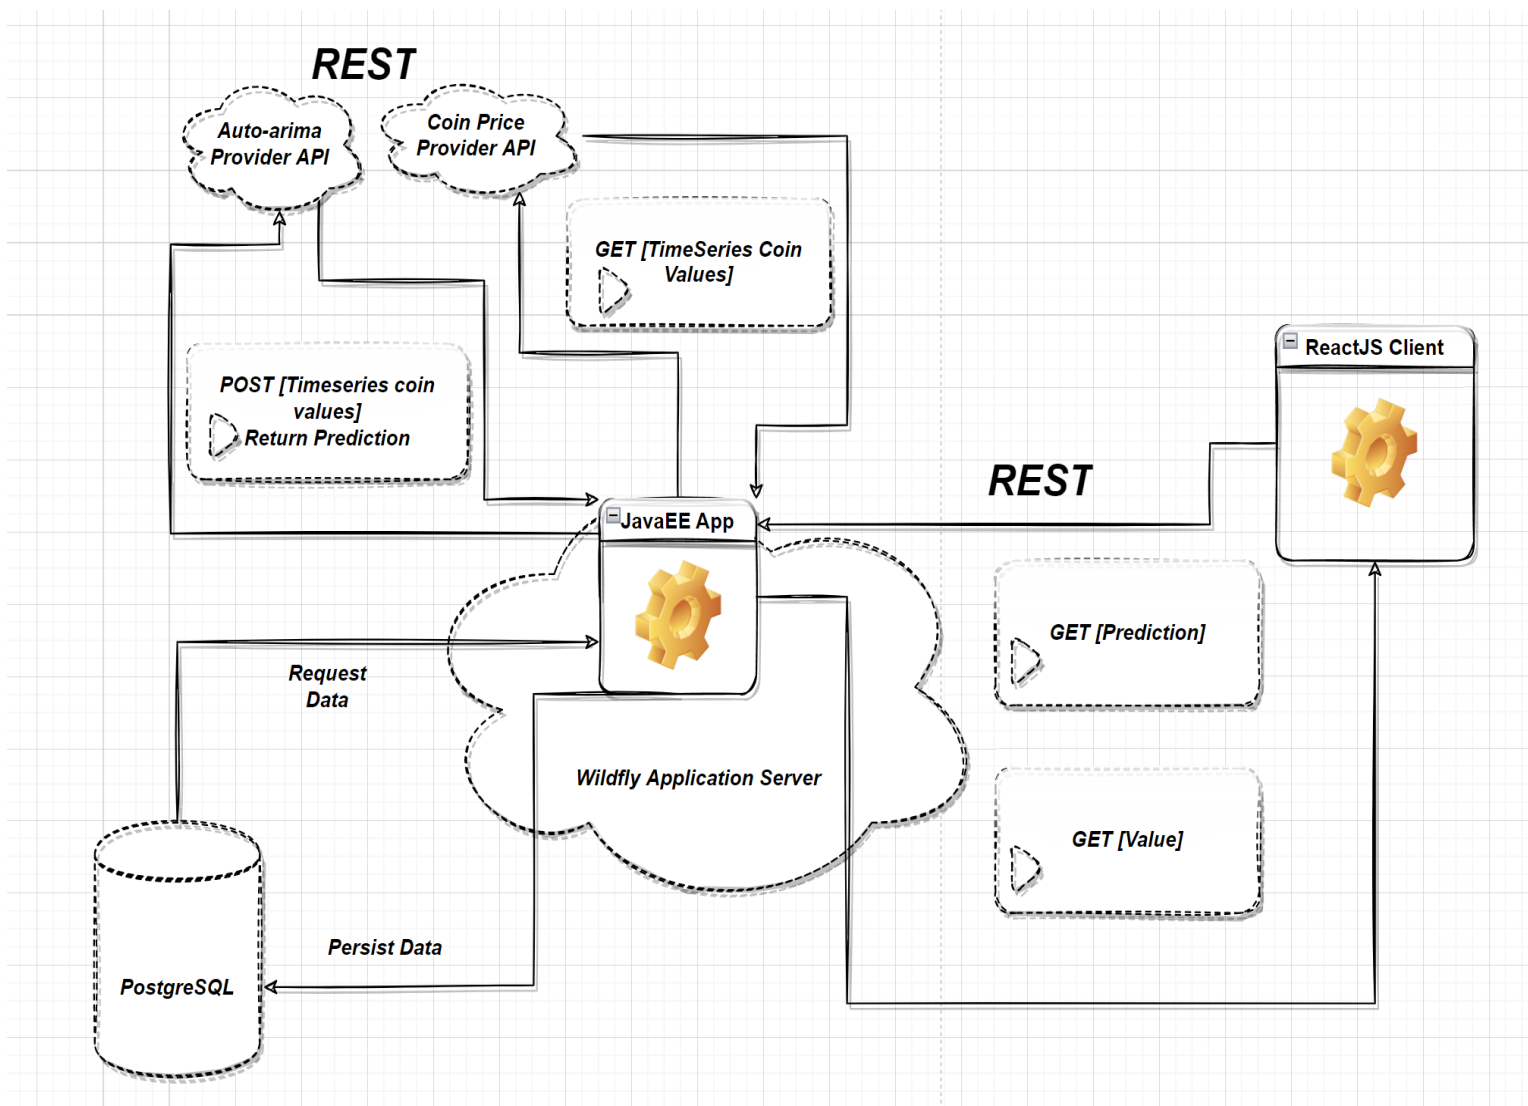 REST
Auto-arima
Provider API
Coin Price
Provider API
GET [TimeSeries Coin
Values]
POST [Timeseries coin
values]
Return Prediction
ReactJS Client
REST
JavaEE App
GET [Prediction]
Request
Data
Wildfly Application Server
GET [Value]
Persist Data
PostgreSQL